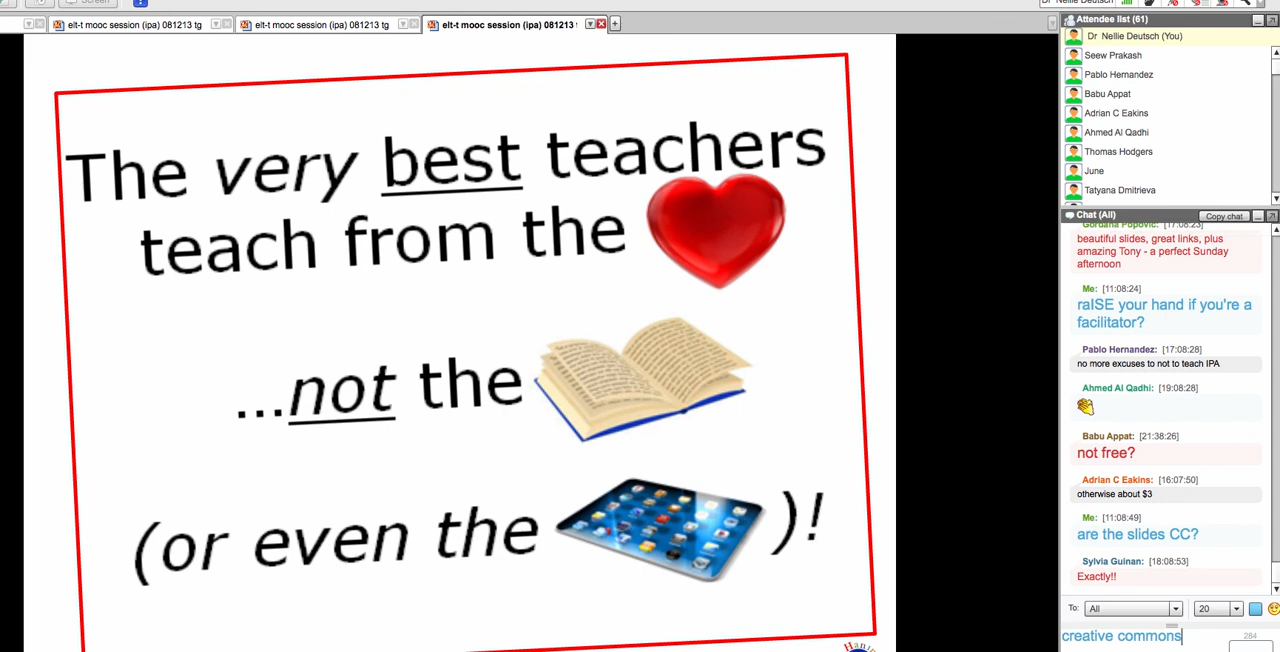 Screen
Dr Nellie Deutsch
elt-t mooc session (ipa) 081213 tg
elt-t mooc session (ipa) 081213 tg
elt-t mooc session (ipa) 081213
The very best teachers
teach from the
...not the
(or even the )!
Attendee list (61)
Dr Nellie Deutsch (You)
Seew Prakash
Pablo Hernandez
Babu Appat
Adrian C Eakins
Ahmed Al Qadhi
Thomas Hodgers
June
Tatyana Dmitrieva
Chat (All)
Copy chat
Gordana Popovic: [17:08:23]
beautiful slides, great links, plus
amazing Tony - a perfect Sunday
afternoon
Me: [11:08:24]
raISE your hand if you're a
facilitator?
Pablo Hernandez: [17:08:28]
no more excuses to not to teach IPA
Ahmed Al Qadhi: [19:08:28]
Babu Appat: [21:38:26]
not free?
Adrian C Eakins: [16:07:50]
otherwise about $3
Me: [11:08:49]
are the slides CC?
Sylvia Guinan: [18:08:53]
Exactly!!
To: All 20
creative commons
284